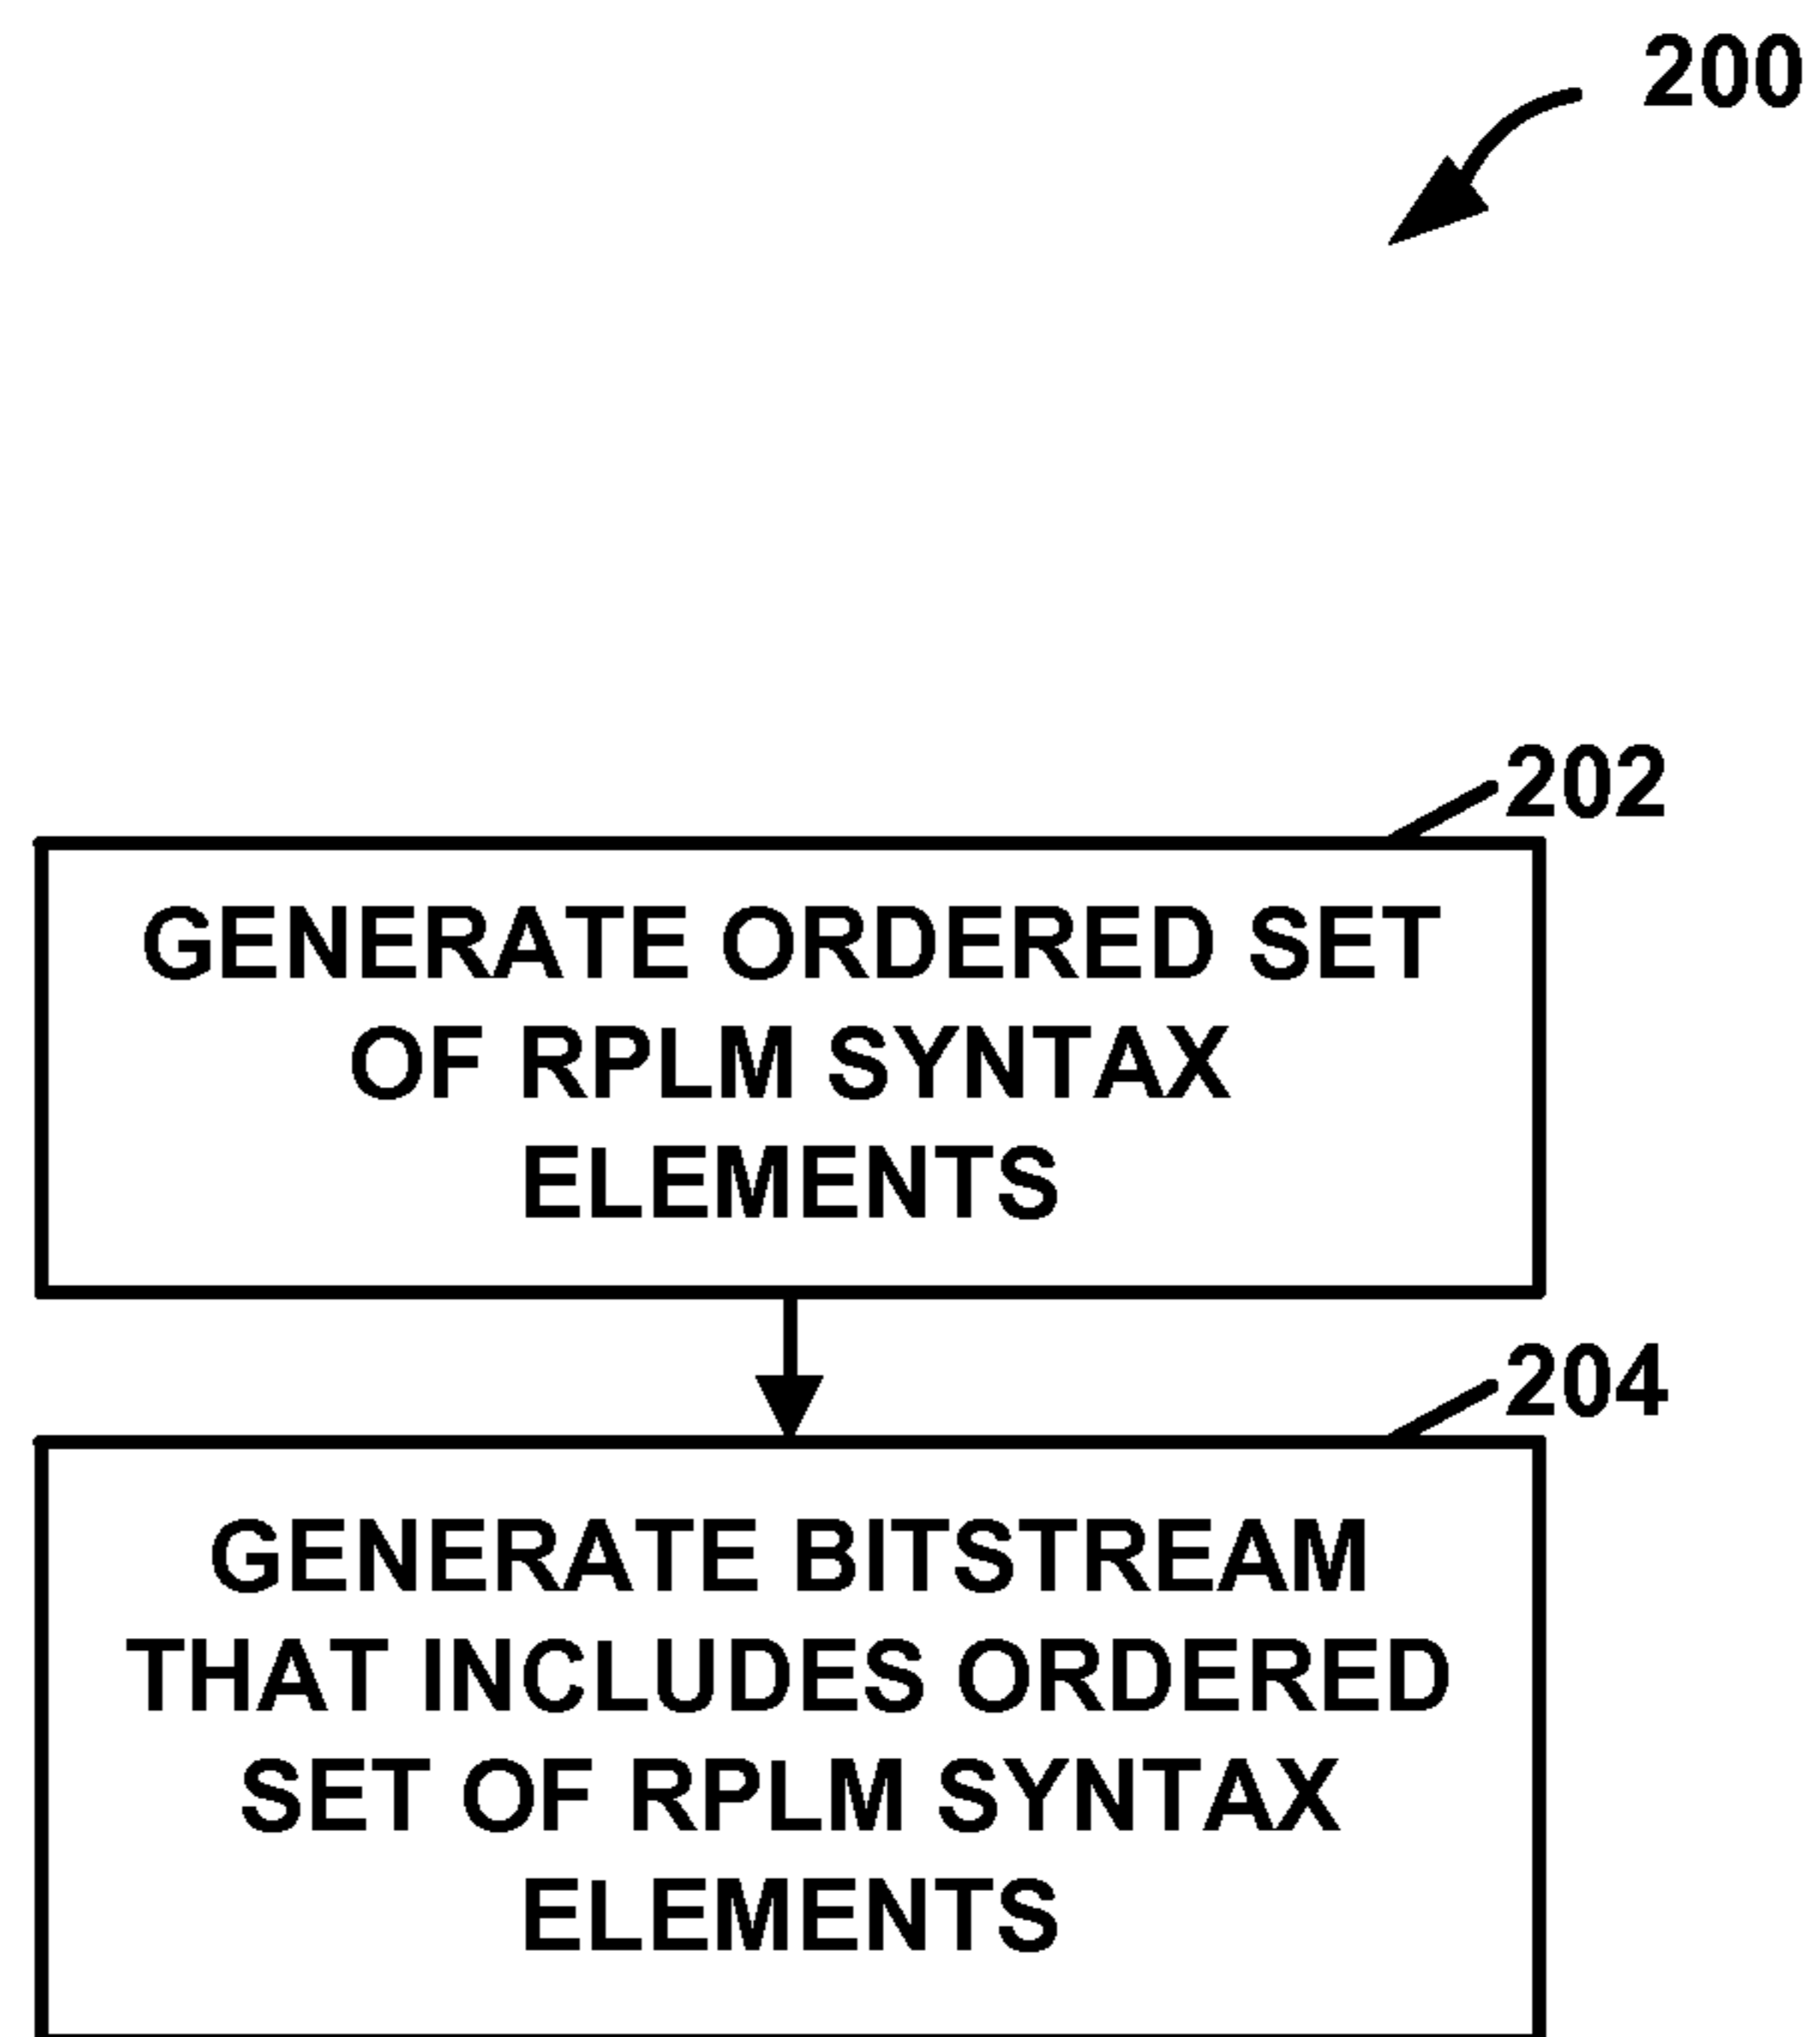 200
202
GENERATE ORDERED SET
OF RPLM SYNTAX
ELEMENTS
204
GENERATE BITSTREAM
THAT INCLUDES ORDERED
SET OF RPLM SYNTAX
ELEMENTS